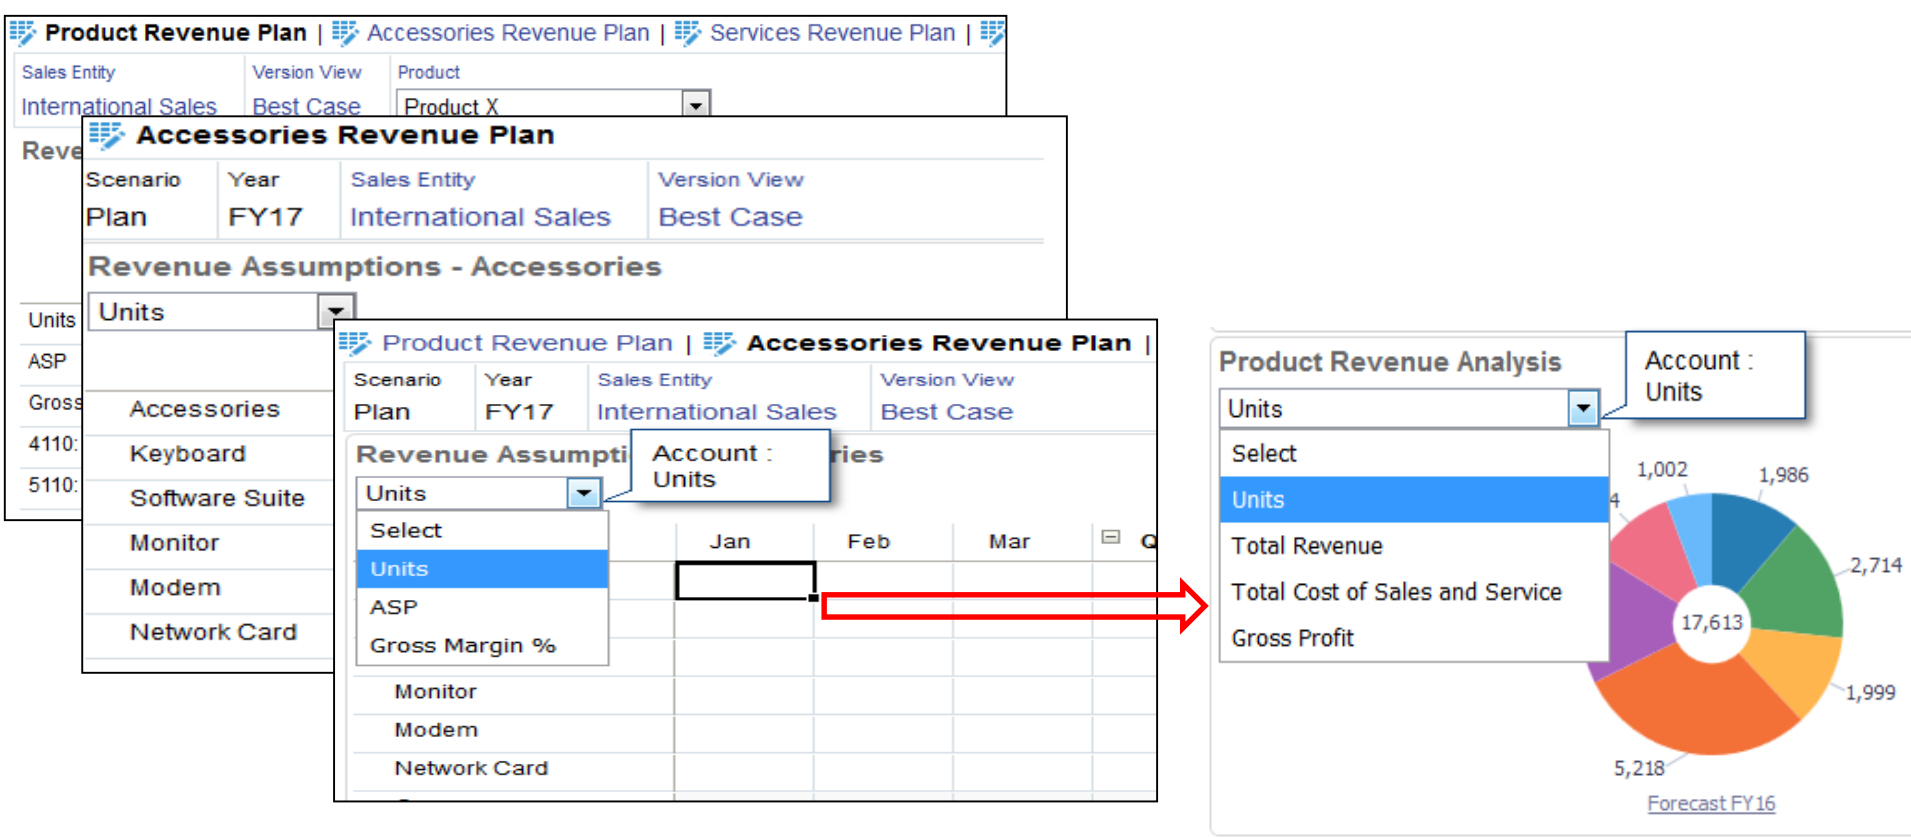 Product Revenue Plan | Accessories Revenue Plan | Services Revenue Plan |
Sales Entity Version View Product
International Sales Best Case Product X
Reve
Units
ASP
Gross
4110:
5110:
Accessories Revenue Plan
Scenario Year Sales Entity Version View
Plan FY17 International Sales Best Case
Revenue Assumptions - Accessories
Units
Accessories
Keyboard
Software Suite
Monitor
Modem
Network Card
Product Revenue Plan | Accessories Revenue Plan |
Scenario Year Sales Entity Version View
Plan FY17 International Sales Best Case
Revenue Assumpti ries
Account :
Units
Units
Select
Units
ASP
Gross Margin %
Jan Feb Mar Q
Monitor
Modem
Network Card
Product Revenue Analysis
Account :
Units
Units
Select
Units
Total Revenue
Total Cost of Sales and Service
Gross Profit
1,002
1,986
4
2,714
17,613
1,999
5,218
Forecast FY16